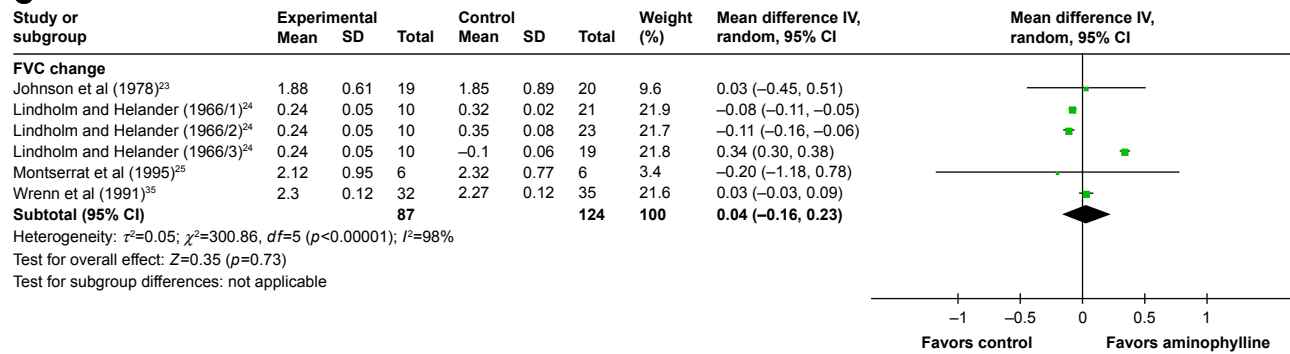 Study or subgroup Experimental Control Weight (%) Mean difference IV, random, 95% CI Mean difference IV, random, 95% CI
Mean SD Total Mean SD Total
FVC change
Johnson et al (1978)²³ 1.88 0.61 19 1.85 0.89 20 9.6 0.03 (–0.45, 0.51)
Lindholm and Helander (1966/1)²⁴ 0.24 0.05 10 0.32 0.02 21 21.9 –0.08 (–0.11, –0.05)
Lindholm and Helander (1966/2)²⁴ 0.24 0.05 10 0.35 0.08 23 21.7 –0.11 (–0.16, –0.06)
Lindholm and Helander (1966/3)²⁴ 0.24 0.05 10 –0.1 0.06 19 21.8 0.34 (0.30, 0.38)
Montserrat et al (1995)²⁵ 2.12 0.95 6 2.32 0.77 6 3.4 –0.20 (–1.18, 0.78)
Wrenn et al (1991)³⁵ 2.3 0.12 32 2.27 0.12 35 21.6 0.03 (–0.03, 0.09)
Subtotal (95% CI) 87 124 100 0.04 (–0.16, 0.23)
Heterogeneity: τ²=0.05; χ²=300.86, df=5 (p<0.00001); I²=98%
Test for overall effect: Z=0.35 (p=0.73)
Test for subgroup differences: not applicable
–1 –0.5 0 0.5 1
Favors control Favors aminophylline